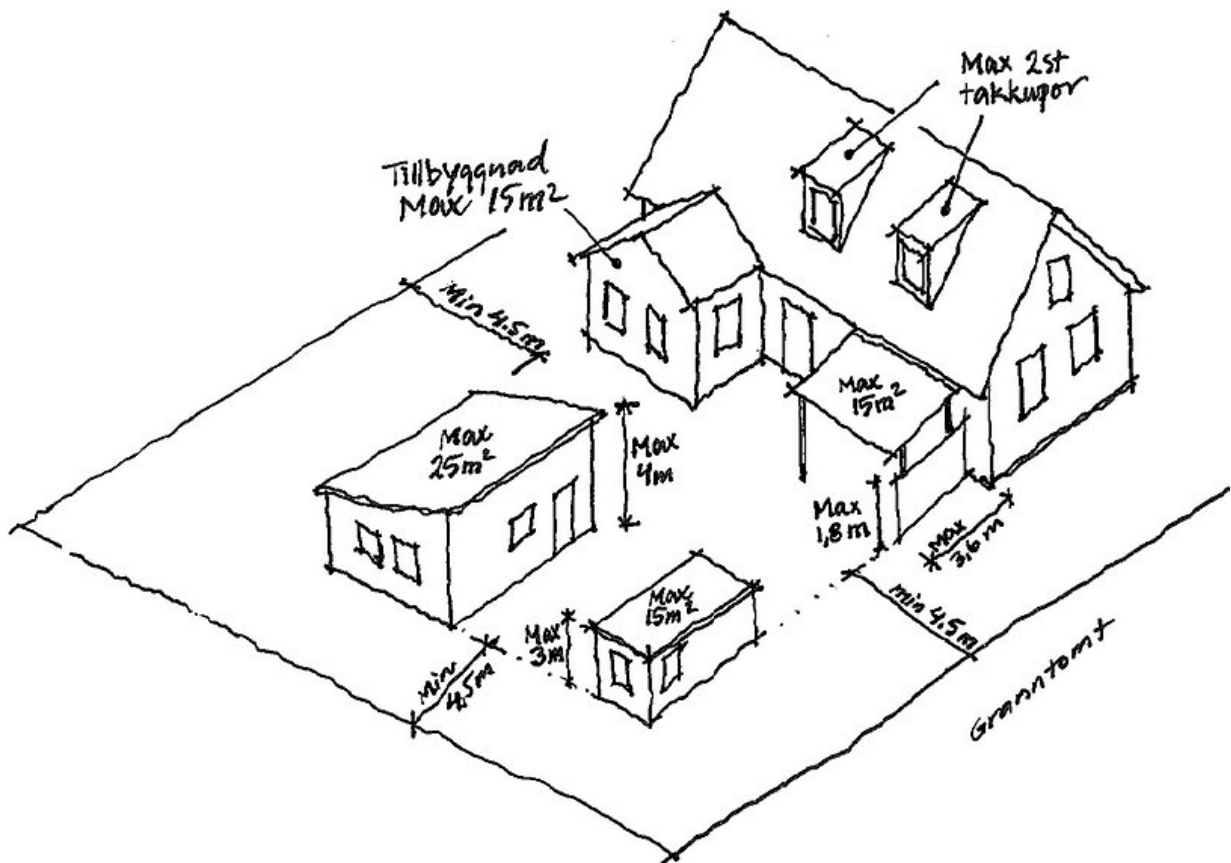 Max 2st
takkupor
Tillbyggnad
Max 15m²
Min 4.5m
Max
15m²
Max
25m²
Max
4m
Max
1,8m
Max
3,6m
Max
15m²
Max
3m
min 4.5m
Min
4,5m
Granntomt